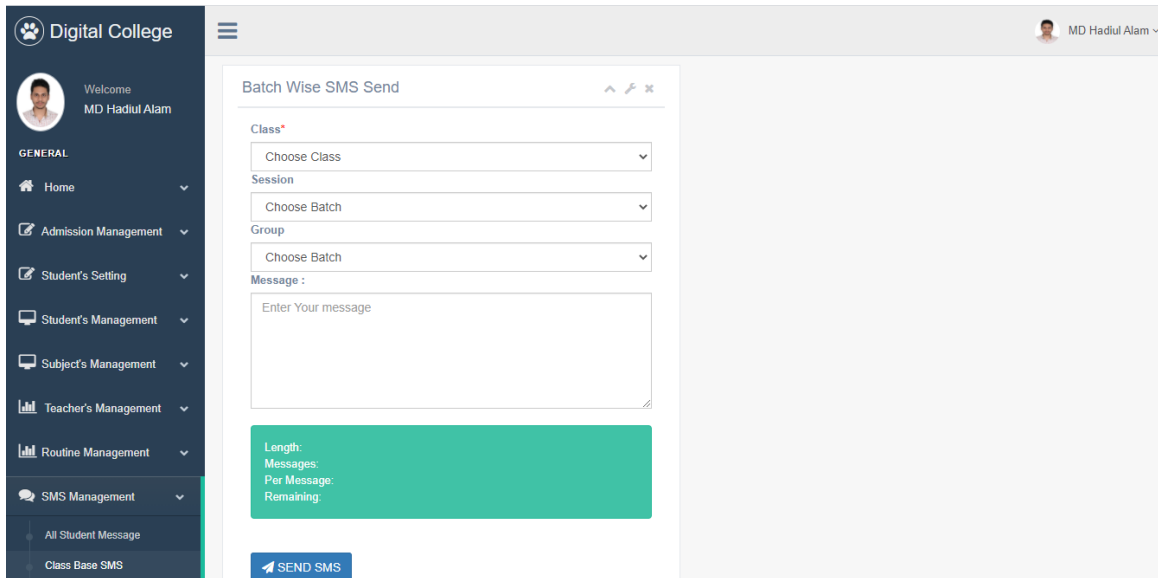 Digital College
MD Hadiul Alam
Welcome
MD Hadiul Alam
GENERAL
Home
Admission Management
Student's Setting
Student's Management
Subject's Management
Teacher's Management
Routine Management
SMS Management
All Student Message
Class Base SMS
Batch Wise SMS Send
Class*
Choose Class
Session
Choose Batch
Group
Choose Batch
Message :
Enter Your message
Length:
Messages:
Per Message:
Remaining:
SEND SMS